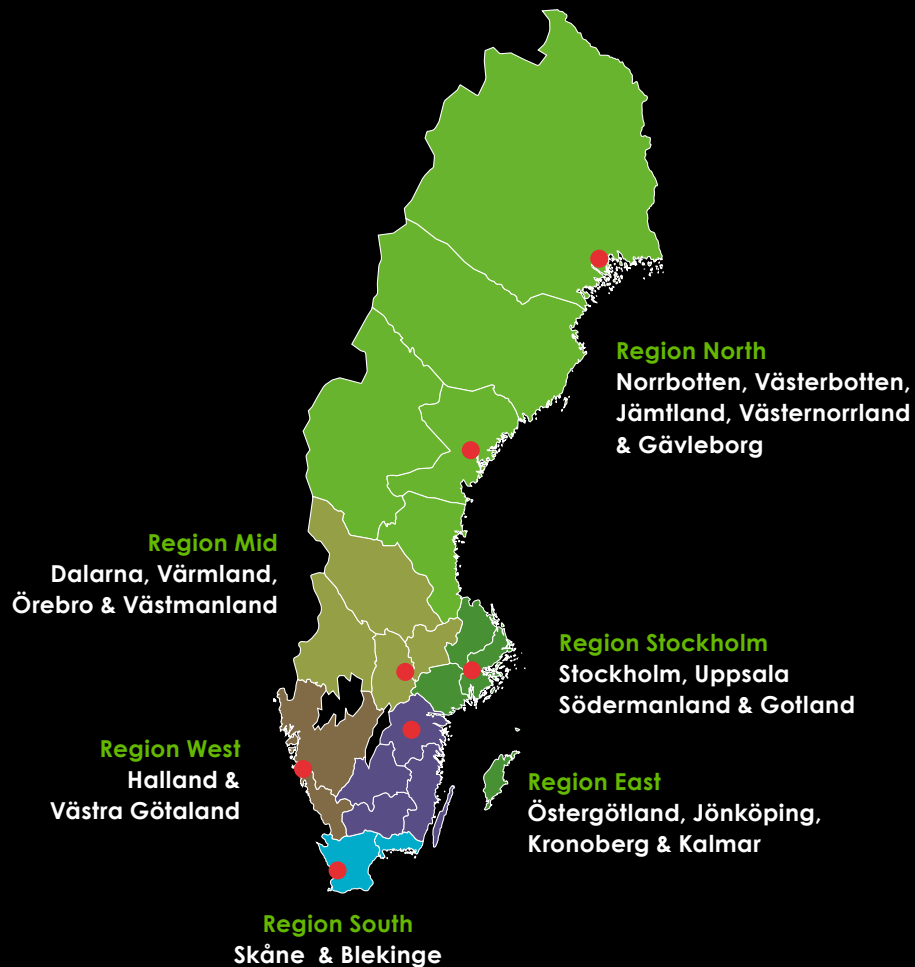 Region North
Norrbotten, Västerbotten,
Jämtland, Västernorrland
& Gävleborg
Region Mid
Dalarna, Värmland,
Örebro & Västmanland
Region Stockholm
Stockholm, Uppsala
Södermanland & Gotland
Region West
Halland &
Västra Götaland
Region East
Östergötland, Jönköping,
Kronoberg & Kalmar
Region South
Skåne & Blekinge